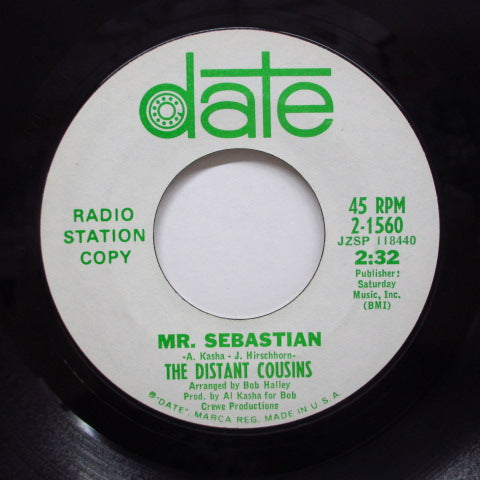 date
RADIO
STATION
COPY
45 RPM
2-1560
JZSP 118440
2:32
Publisher:
Saturday
Music, Inc.
(BMI)
MR. SEBASTIAN
-A. Kasha - J. Hirschhorn-
THE DISTANT COUSINS
Arranged by Bob Halley
Prod. by Al Kasha for Bob
Crewe Productions
®-DATE", MARCA REG. MADE IN U.S.A